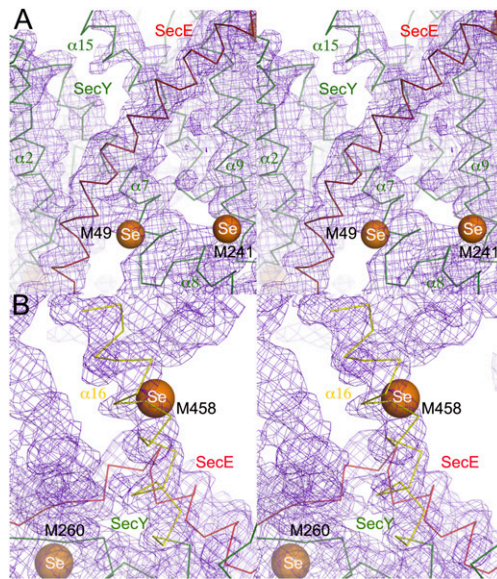 A
SecE
SecE
α15
α15
SecY
SecY
α2
α9
α2
α9
α7
α7
M49
Se
Se
M49
Se
Se
M241
M241
α8
α8
B
Se
Se
α16
M458
α16
M458
SecE
SecE
M260
SecY
M260
SecY
Se
Se